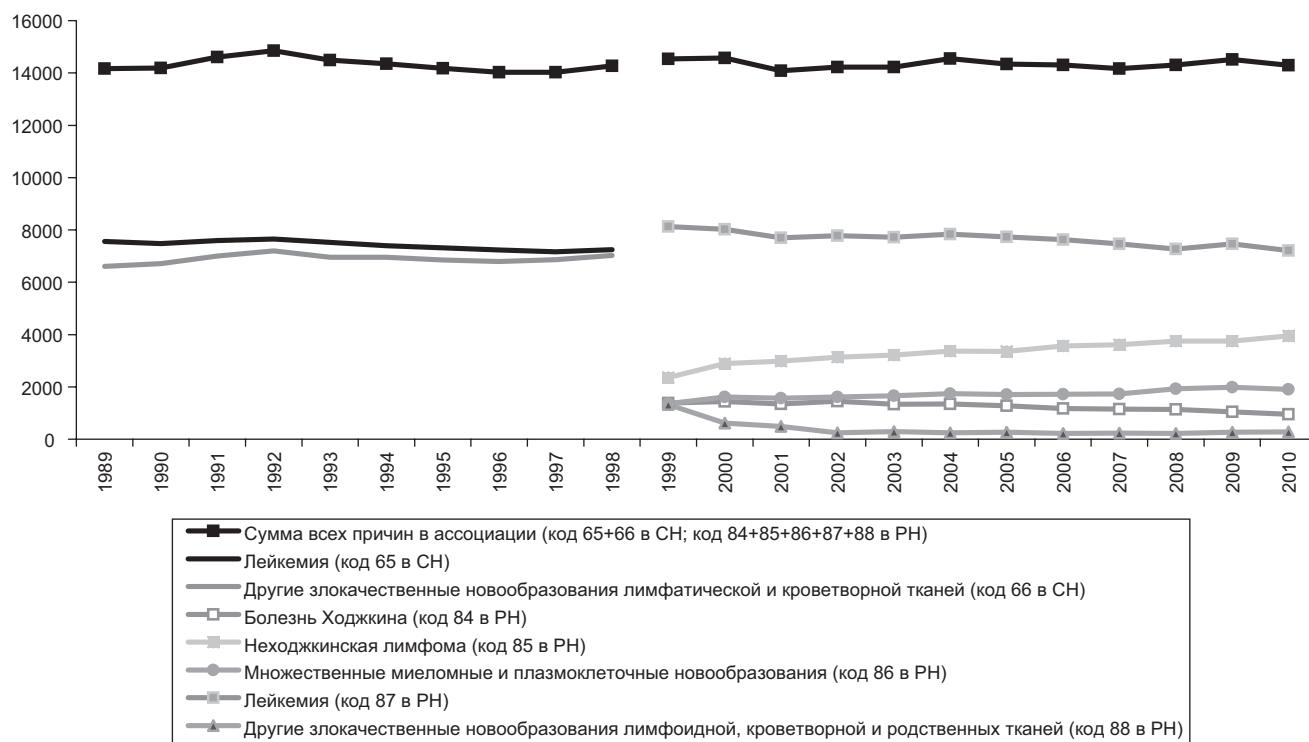 16000
14000
12000
10000
8000
6000
4000
2000
0
1989 1990 1991 1992 1993 1994 1995 1996 1997 1998 1999 2000 2001 2002 2003 2004 2005 2006 2007 2008 2009 2010
Сумма всех причин в ассоциации (код 65+66 в СН; код 84+85+86+87+88 в РН)
Лейкемия (код 65 в СН)
Другие злокачественные новообразования лимфатической и кроветворной тканей (код 66 в СН)
Болезнь Ходжкина (код 84 в РН)
Неходжкинская лимфома (код 85 в РН)
Множественные миеломные и плазмоклеточные новообразования (код 86 в РН)
Лейкемия (код 87 в РН)
Другие злокачественные новообразования лимфоидной, кроветворной и родственных тканей (код 88 в РН)